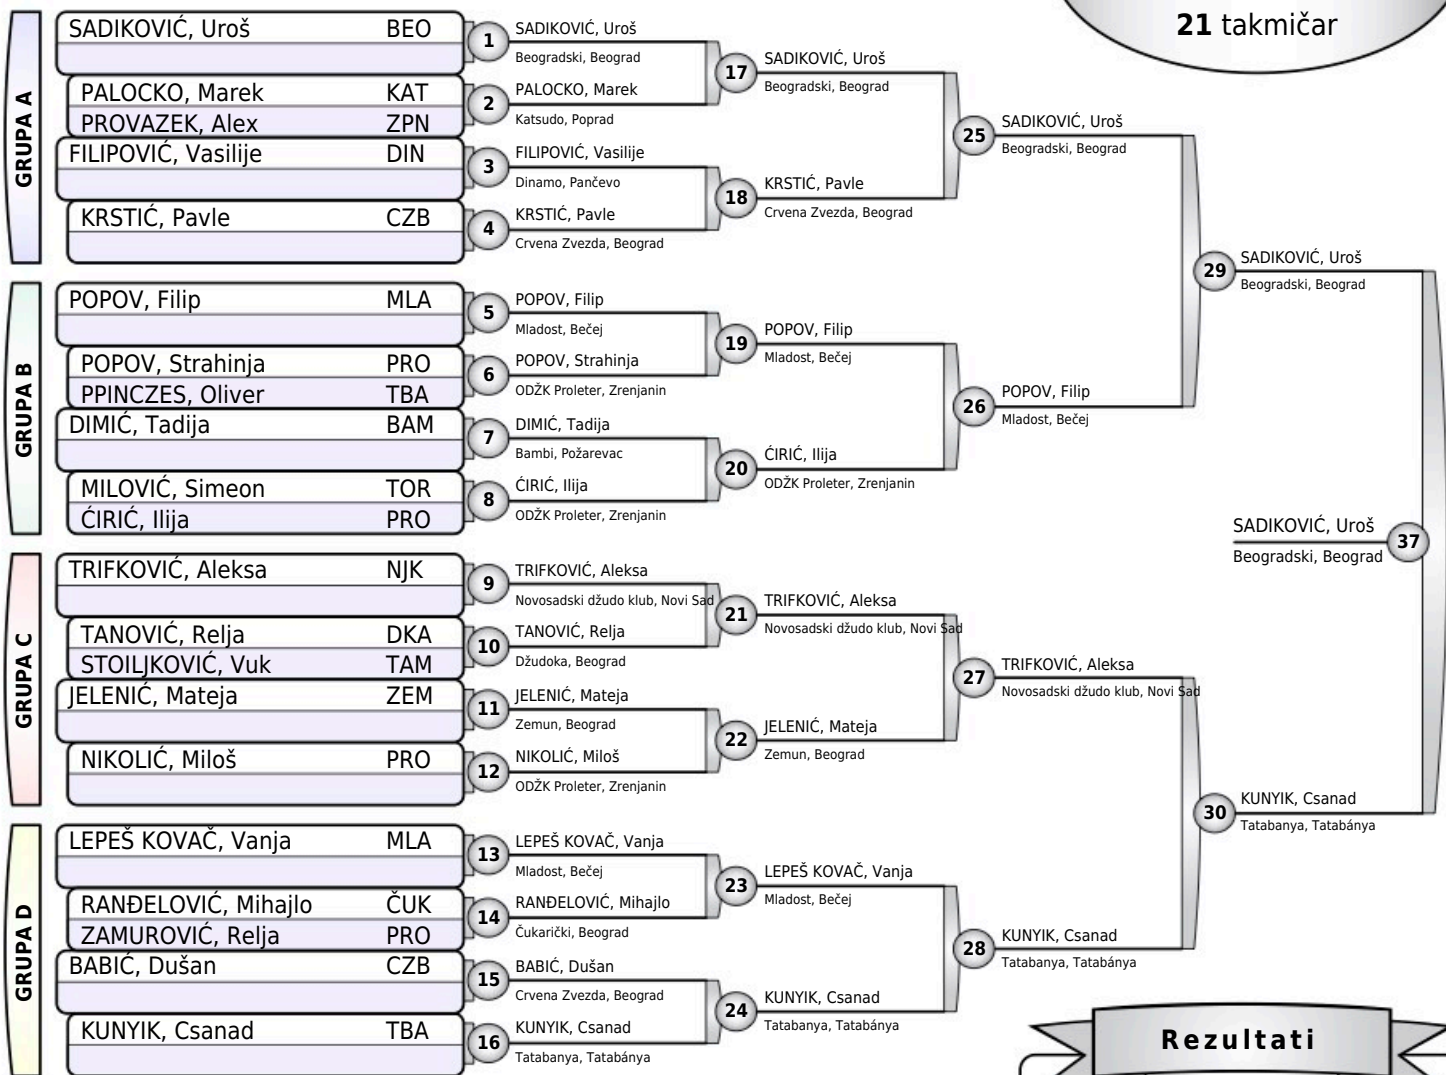 21 takmičar
GRUPA A
SADIKOVIĆ, Uroš BEO
PALOCKO, Marek KAT
PROVAZEK, Alex ZPN
FILIPOVIĆ, Vasilije DIN
KRSTIĆ, Pavle CZB
GRUPA B
POPOV, Filip MLA
POPOV, Strahinja PRO
PPINCZES, Oliver TBA
DIMIĆ, Tadija BAM
MILOVIĆ, Simeon TOR
ĆIRIĆ, Ilija PRO
GRUPA C
TRIFKOVIĆ, Aleksa NJK
TANOVIĆ, Relja DKA
STOILJKOVIĆ, Vuk TAM
JELENIĆ, Mateja ZEM
NIKOLIĆ, Miloš PRO
GRUPA D
LEPEŠ KOVAČ, Vanja MLA
RANĐELOVIĆ, Mihajlo ČUK
ZAMUROVIĆ, Relja PRO
BABIĆ, Dušan CZB
KUNYIK, Csanad TBA
1 SADIKOVIĆ, Uroš
Beogradski, Beograd
2 PALOCKO, Marek
Katsudo, Poprad
3 FILIPOVIĆ, Vasilije
Dinamo, Pančevo
4 KRSTIĆ, Pavle
Crvena Zvezda, Beograd
5 POPOV, Filip
Mladost, Bečej
6 POPOV, Strahinja
ODŽK Proleter, Zrenjanin
7 DIMIĆ, Tadija
Bambi, Požarevac
8 ĆIRIĆ, Ilija
ODŽK Proleter, Zrenjanin
9 TRIFKOVIĆ, Aleksa
Novosadski džudo klub, Novi Sad
10 TANOVIĆ, Relja
Džudoka, Beograd
11 JELENIĆ, Mateja
Zemun, Beograd
12 NIKOLIĆ, Miloš
ODŽK Proleter, Zrenjanin
13 LEPEŠ KOVAČ, Vanja
Mladost, Bečej
14 RANĐELOVIĆ, Mihajlo
Čukarički, Beograd
15 BABIĆ, Dušan
Crvena Zvezda, Beograd
16 KUNYIK, Csanad
Tatabanya, Tatabánya
17 SADIKOVIĆ, Uroš
Beogradski, Beograd
18 KRSTIĆ, Pavle
Crvena Zvezda, Beograd
19 POPOV, Filip
Mladost, Bečej
20 ĆIRIĆ, Ilija
ODŽK Proleter, Zrenjanin
21 TRIFKOVIĆ, Aleksa
Novosadski džudo klub, Novi Sad
22 JELENIĆ, Mateja
Zemun, Beograd
23 LEPEŠ KOVAČ, Vanja
Mladost, Bečej
24 KUNYIK, Csanad
Tatabanya, Tatabánya
25 SADIKOVIĆ, Uroš
Beogradski, Beograd
26 POPOV, Filip
Mladost, Bečej
27 TRIFKOVIĆ, Aleksa
Novosadski džudo klub, Novi Sad
28 KUNYIK, Csanad
Tatabanya, Tatabánya
29 SADIKOVIĆ, Uroš
Beogradski, Beograd
30 KUNYIK, Csanad
Tatabanya, Tatabánya
SADIKOVIĆ, Uroš 37
Beogradski, Beograd
Rezultati